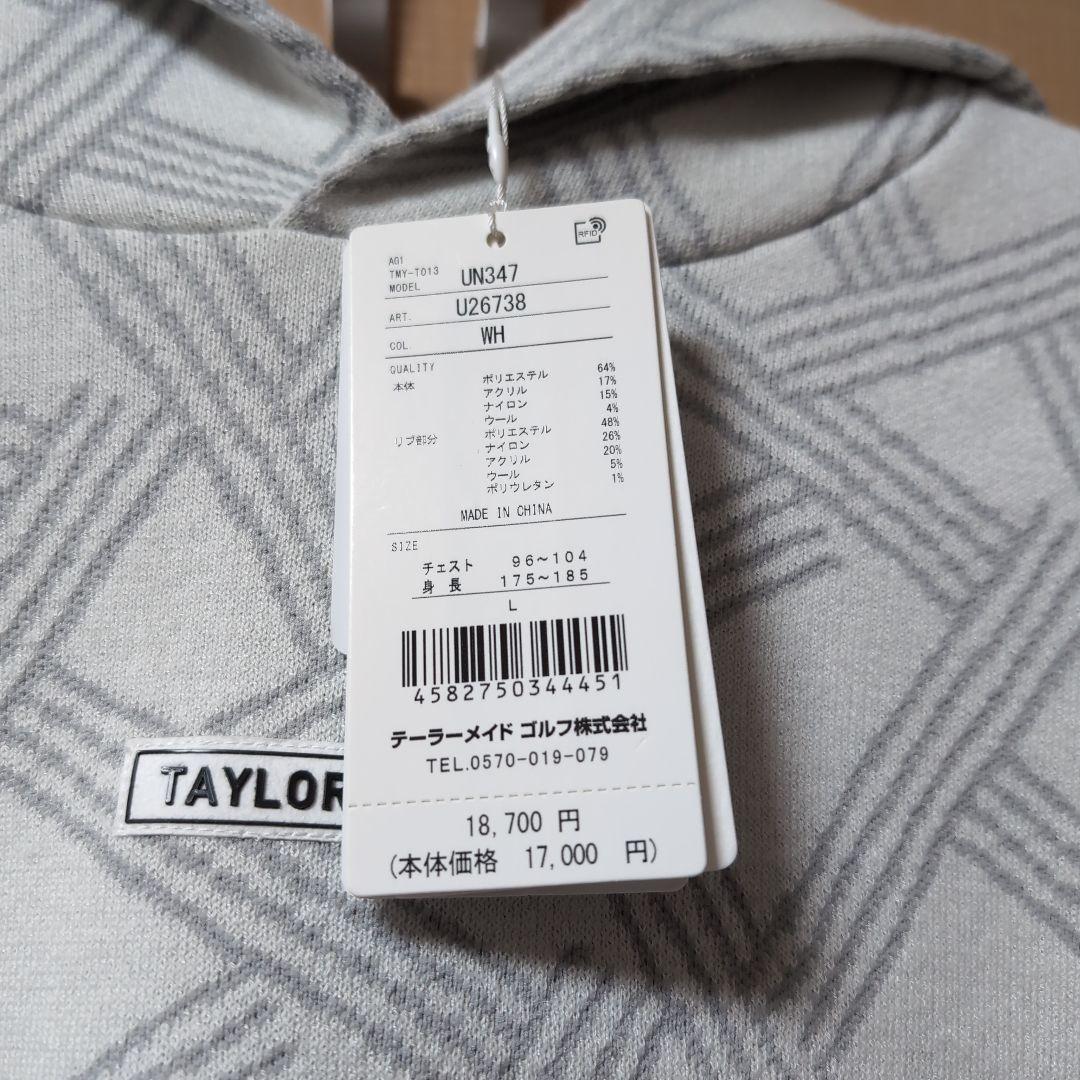 RFID
AG1
TMY-T013
MODEL UN347
ART. U26738
COL. WH
QUALITY
本体 ポリエステル 64%
アクリル 17%
ナイロン 15%
ウール 4%
リブ部分 ポリエステル 48%
ナイロン 26%
アクリル 20%
ウール 5%
ポリウレタン 1%
MADE IN CHINA
SIZE
チェスト 96~104
身長 175~185
L
4582750344451
テーラーメイド ゴルフ株式会社
TEL.0570-019-079
18,700 円
(本体価格 17,000 円)
TAYLOR